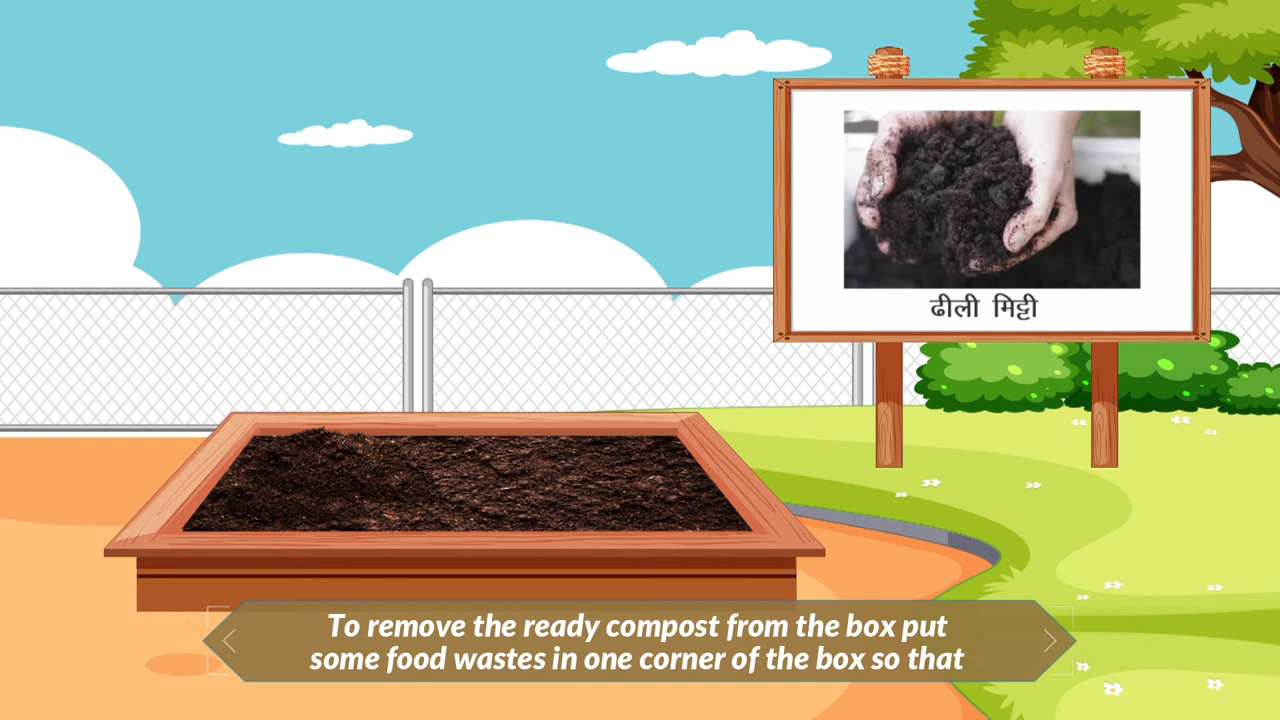 ढीली मिट्टी
To remove the ready compost from the box put
some food wastes in one corner of the box so that